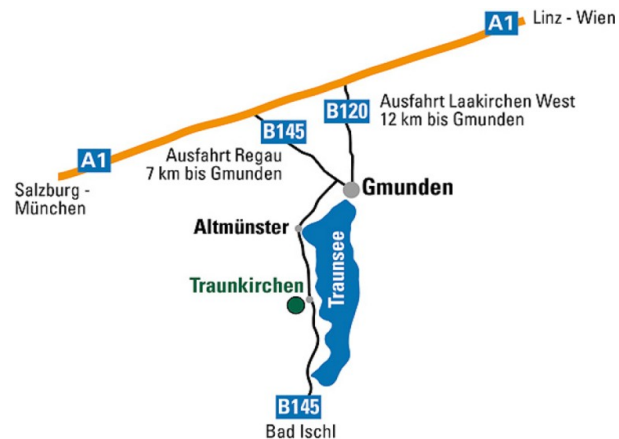 A1
Linz - Wien
Ausfahrt Laakirchen West
12 km bis Gmunden
B120
B145
Ausfahrt Regau
7 km bis Gmunden
A1
Salzburg -
München
Gmunden
Altmünster
Traunsee
Traunkirchen
B145
Bad Ischl